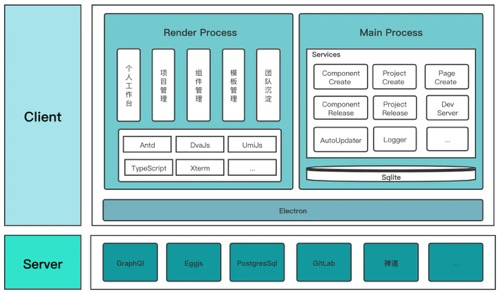 Client
Render Process
个人工作台
项目管理
组件管理
模板管理
团队沉淀
Antd
DvaJs
UmiJs
TypeScript
Xterm
...
Main Process
Services
Component
Create
Project
Create
Page
Create
Component
Release
Project
Release
Dev
Server
AutoUpdater
Logger
...
Sqlite
Electron
Server
GraphQl
Eggjs
PostgresSql
GitLab
禅道
...